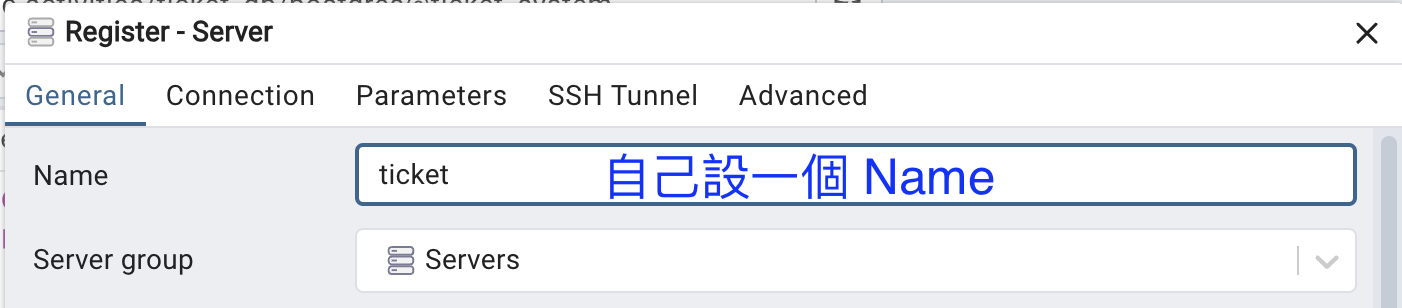 Register - Server
General Connection Parameters SSH Tunnel Advanced
Name ticket 自己設一個 Name
Server group Servers